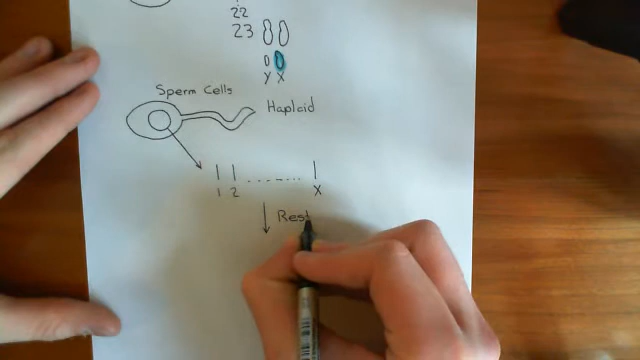 22
23
Y X
Sperm Cells
Haploid
1 2 ........ X
Rest